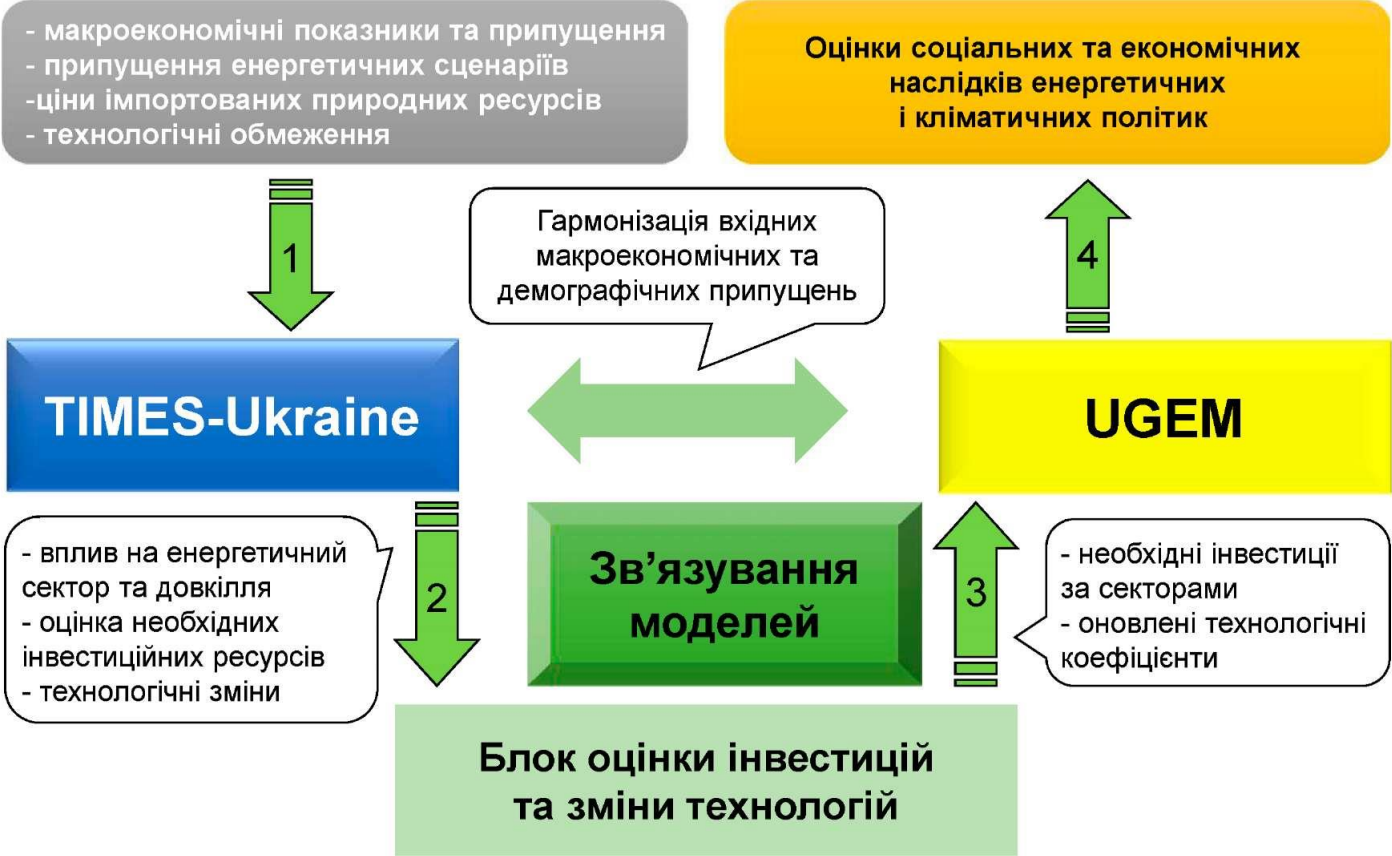 - макроекономічні показники та припущення
- припущення енергетичних сценаріїв
-ціни імпортованих природних ресурсів
- технологічні обмеження
Оцінки соціальних та економічних
наслідків енергетичних
і кліматичних політик
1
Гармонізація вхідних
макроекономічних та
демографічних припущень
4
TIMES-Ukraine
UGEM
- вплив на енергетичний
сектор та довкілля
- оцінка необхідних
інвестиційних ресурсів
- технологічні зміни
2
Зв’язування
моделей
3
- необхідні інвестиції
за секторами
- оновлені технологічні
коефіцієнти
Блок оцінки інвестицій
та зміни технологій